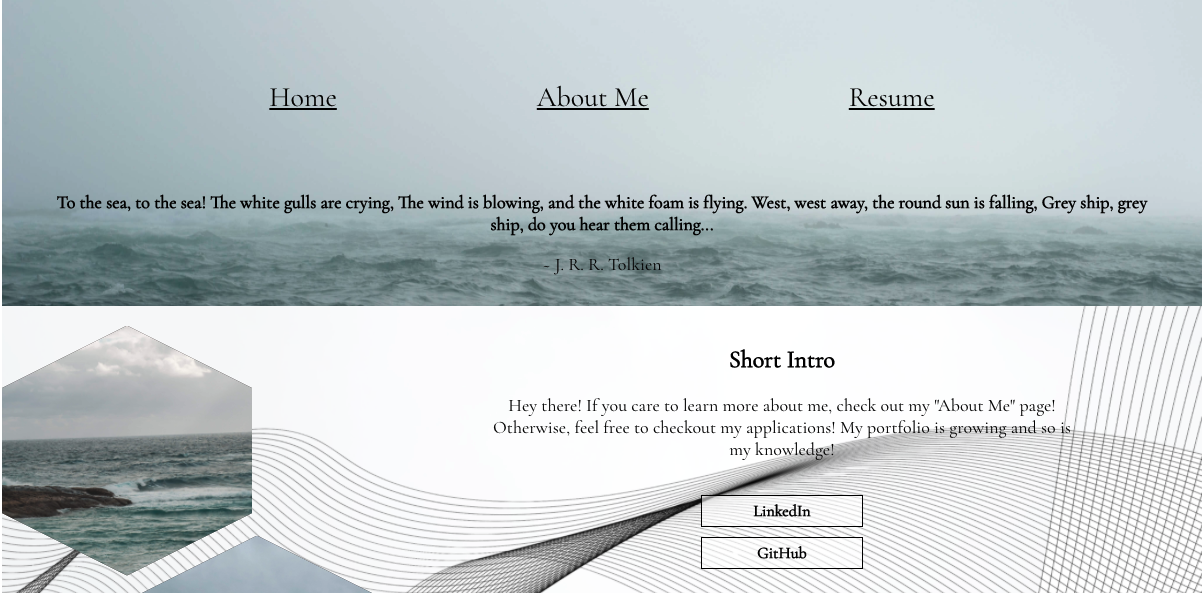 Home
About Me
Resume
To the sea, to the sea! The white gulls are crying, The wind is blowing, and the white foam is flying. West, west away, the round sun is falling, Grey ship, grey
ship, do you hear them calling...
- J. R. R. Tolkien
Short Intro
Hey there! If you care to learn more about me, check out my "About Me" page!
Otherwise, feel free to checkout my applications! My portfolio is growing and so is
my knowledge!
LinkedIn
GitHub